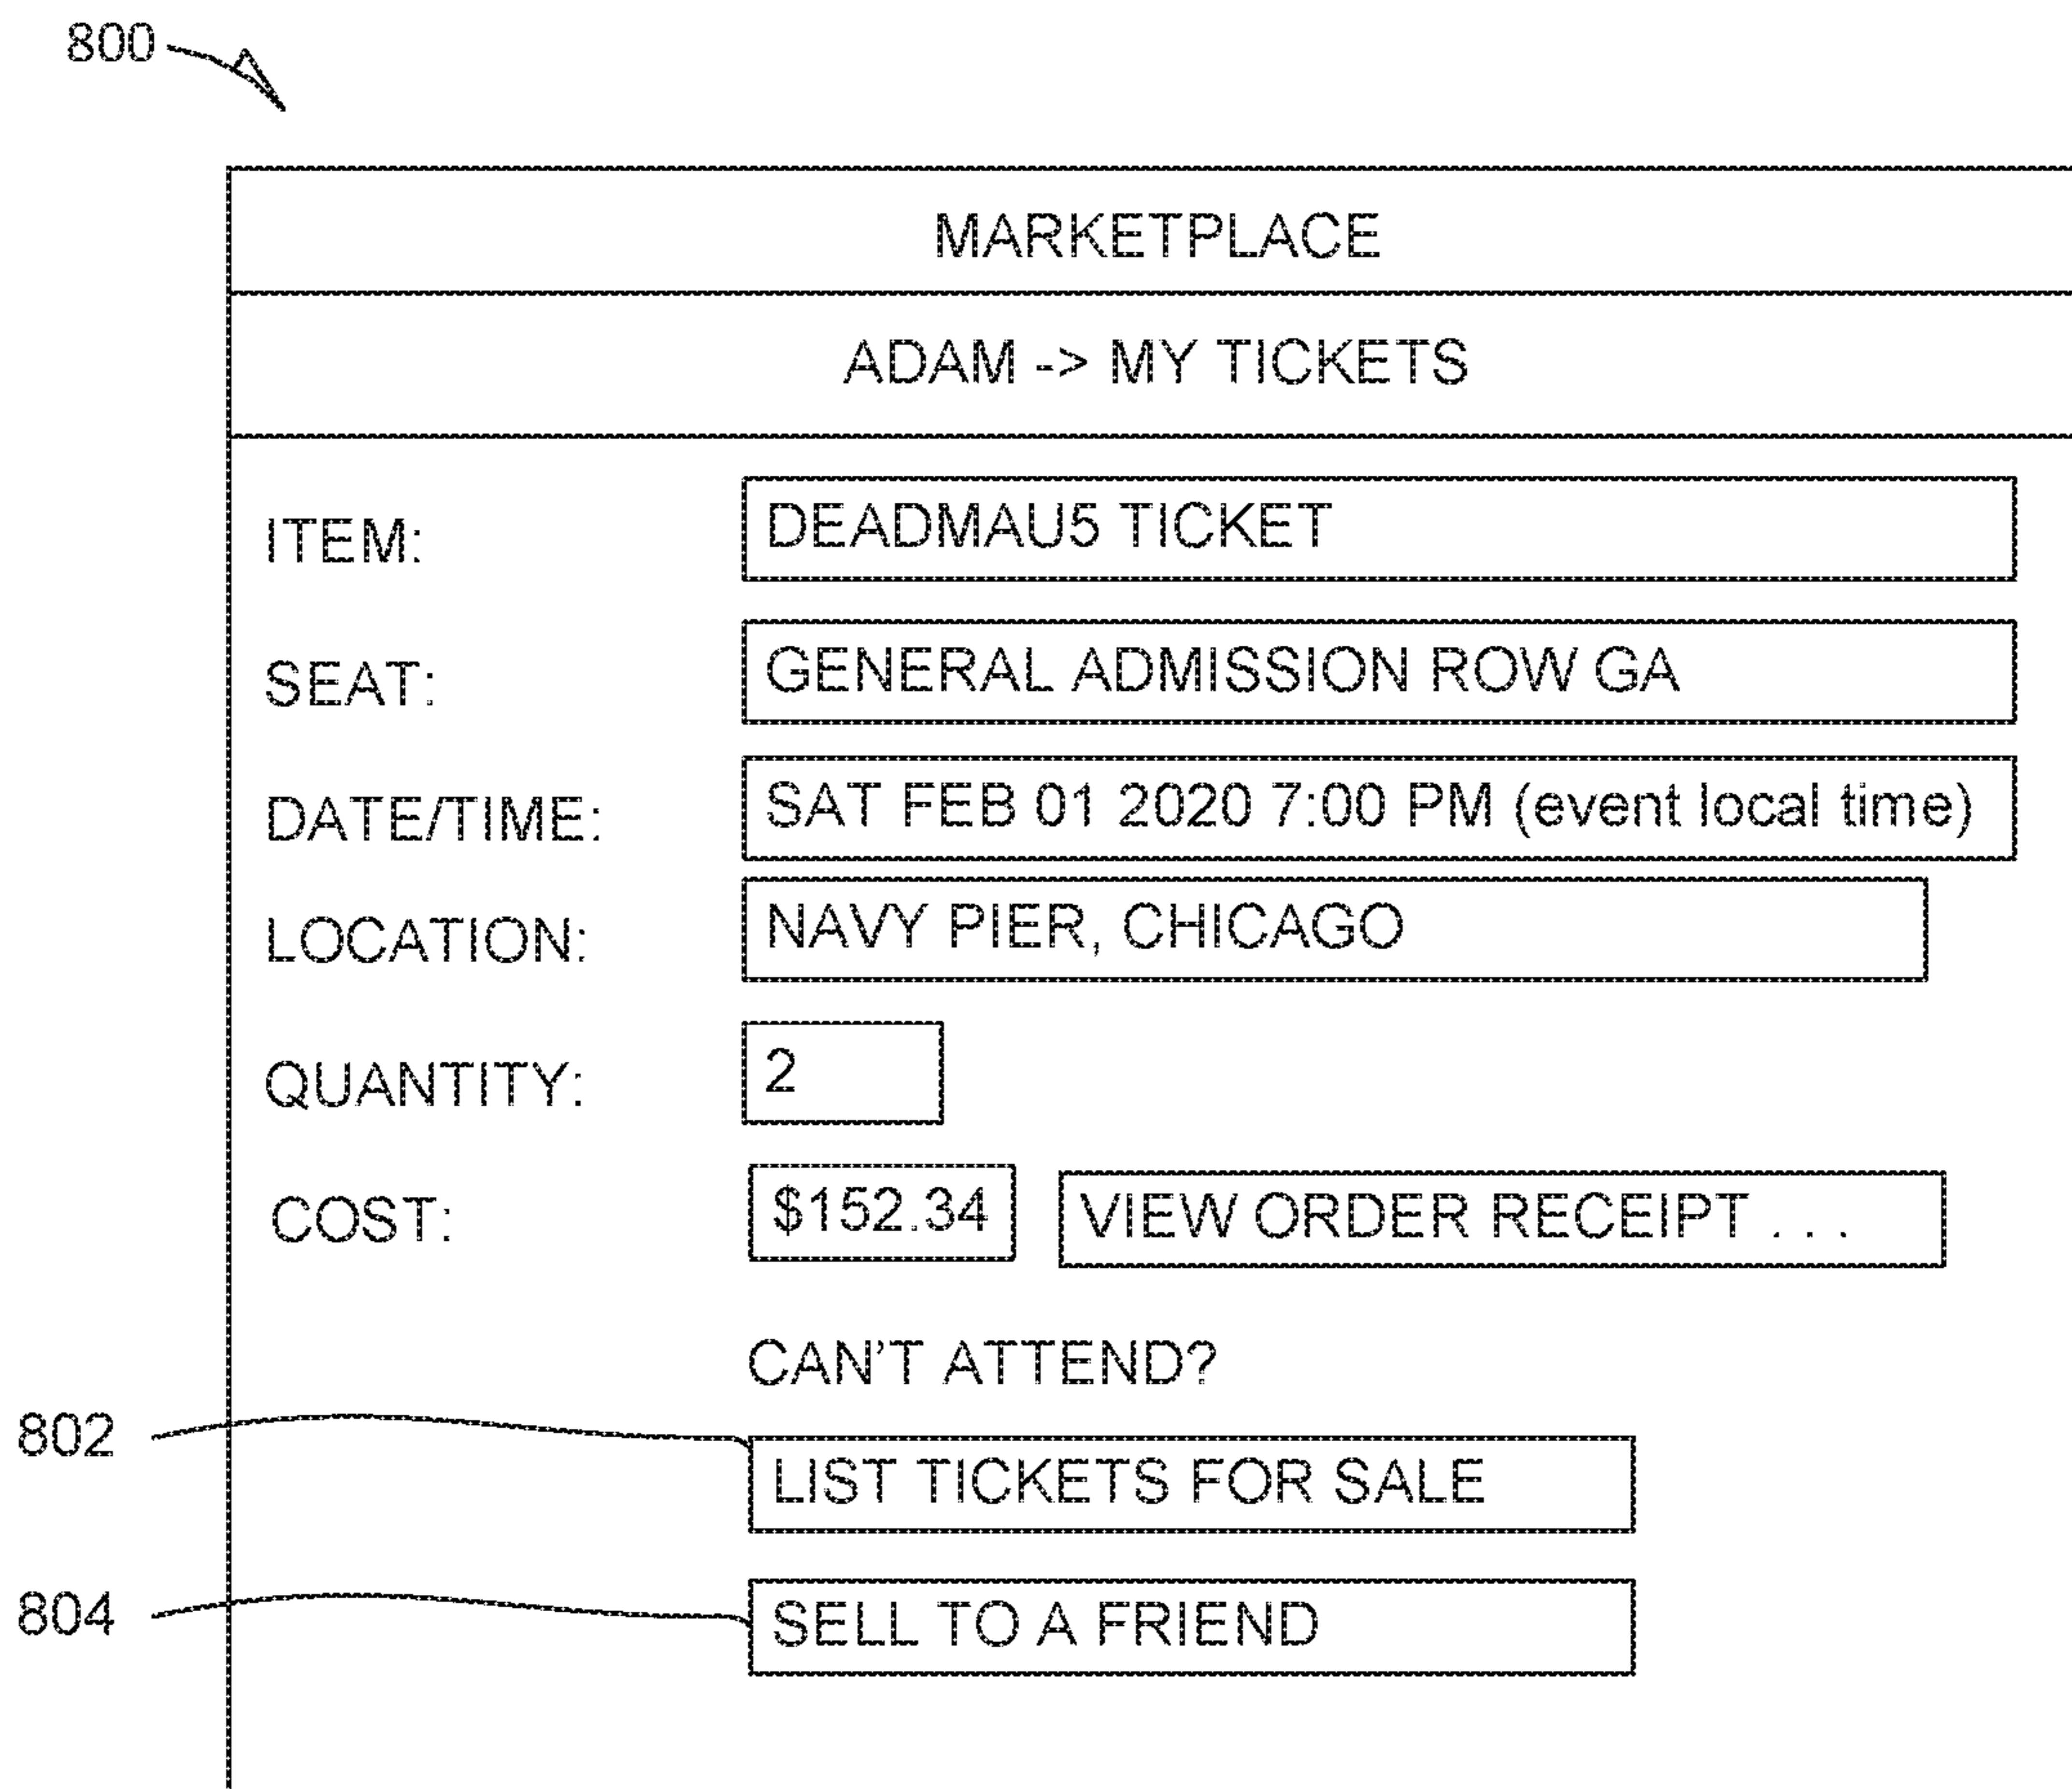 800
MARKETPLACE
ADAM -> MY TICKETS
ITEM: DEADMAU5 TICKET
SEAT: GENERAL ADMISSION ROW GA
DATE/TIME: SAT FEB 01 2020 7:00 PM (event local time)
LOCATION: NAVY PIER, CHICAGO
QUANTITY: 2
COST: $152.34 VIEW ORDER RECEIPT . . .
CAN'T ATTEND?
802 LIST TICKETS FOR SALE
804 SELL TO A FRIEND